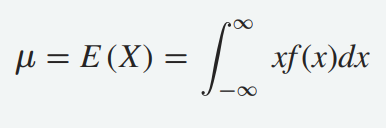 μ = E(X) = ∫_{-∞}^{∞} xf(x)dx